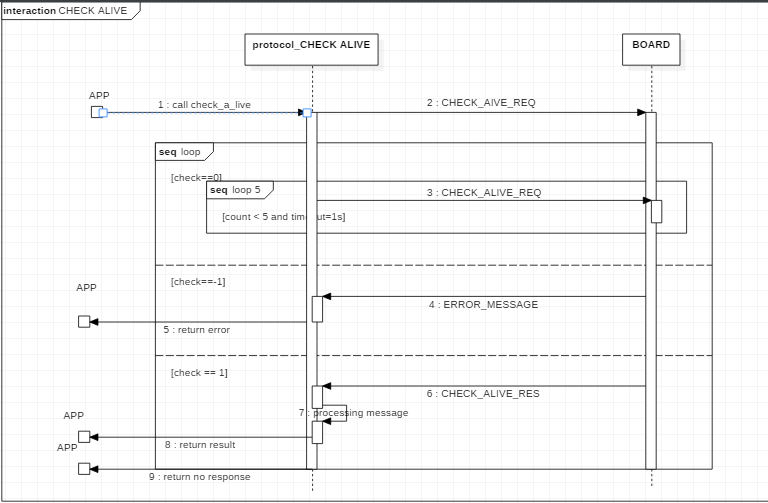 interaction CHECK ALIVE
protocol_CHECK ALIVE
BOARD
APP
1 : call check_a_live
2 : CHECK_AIVE_REQ
seq loop
[check==0]
seq loop 5
3 : CHECK_ALIVE_REQ
[count < 5 and timeout=1s]
[check==-1]
APP
4 : ERROR_MESSAGE
5 : return error
[check == 1]
6 : CHECK_ALIVE_RES
7 : processing message
APP
8 : return result
APP
9 : return no response